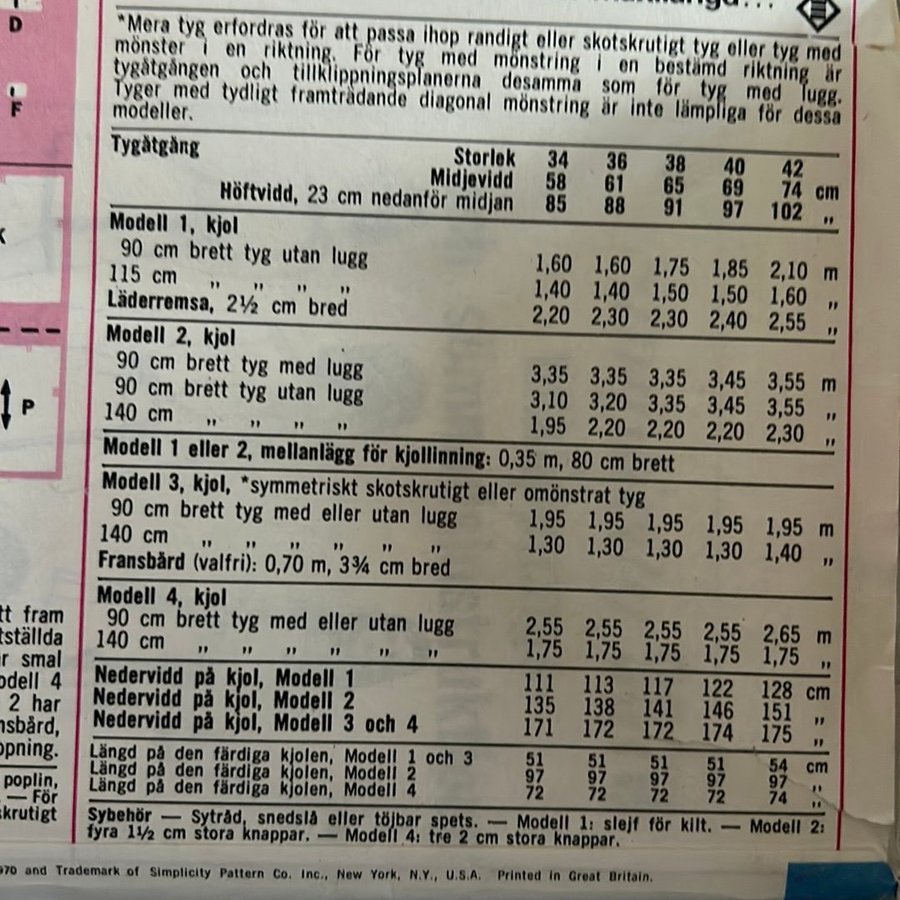 D
F
P
*Mera tyg erfordras för att passa ihop randigt eller skotskrutigt tyg eller tyg med
mönster i en riktning. För tyg med mönstring i en bestämd riktning är
tygåtgången och tillklippningsplanerna desamma som för tyg med lugg.
Tyger med tydligt framträdande diagonal mönstring är inte lämpliga för dessa
modeller.
Tygåtgång Storlek 34 36 38 40 42
Midjevidd 58 61 65 69 74 cm
Höftvidd, 23 cm nedanför midjan 85 88 91 97 102 „
Modell 1, kjol
90 cm brett tyg utan lugg 1,60 1,60 1,75 1,85 2,10 m
115 cm „ „ „ „ 1,40 1,40 1,50 1,50 1,60 „
Läderremsa, 2½ cm bred 2,20 2,30 2,30 2,40 2,55 „
Modell 2, kjol
90 cm brett tyg med lugg 3,35 3,35 3,35 3,45 3,55 m
90 cm brett tyg utan lugg 3,10 3,20 3,35 3,45 3,55 „
140 cm „ „ „ „ 1,95 2,20 2,20 2,20 2,30 „
Modell 1 eller 2, mellanlägg för kjollinning: 0,35 m, 80 cm brett
Modell 3, kjol, *symmetriskt skotskrutigt eller omönstrat tyg
90 cm brett tyg med eller utan lugg 1,95 1,95 1,95 1,95 1,95 m
140 cm „ „ „ „ „ „ 1,30 1,30 1,30 1,30 1,40 „
Fransbård (valfri): 0,70 m, 3¾ cm bred
Modell 4, kjol
90 cm brett tyg med eller utan lugg 2,55 2,55 2,55 2,55 2,65 m
140 cm „ „ „ „ „ „ 1,75 1,75 1,75 1,75 1,75 „
Nedervidd på kjol, Modell 1 111 113 117 122 128 cm
Nedervidd på kjol, Modell 2 135 138 141 146 151 „
Nedervidd på kjol, Modell 3 och 4 171 172 172 174 175 „
Längd på den färdiga kjolen, Modell 1 och 3 51 51 51 51 54 cm
Längd på den färdiga kjolen, Modell 2 97 97 97 97 97 „
Längd på den färdiga kjolen, Modell 4 72 72 72 72 74 „
Sybehör — Sytråd, snedslå eller töjbar spets. — Modell 1: slejf för kilt. — Modell 2:
fyra 1½ cm stora knappar. — Modell 4: tre 2 cm stora knappar.
tt fram
tställda
r smal
odell 4
2 har
nsbård,
ppning.
poplin,
— För
skrutigt
970 and Trademark of Simplicity Pattern Co. Inc., New York, N.Y., U.S.A. Printed in Great Britain.